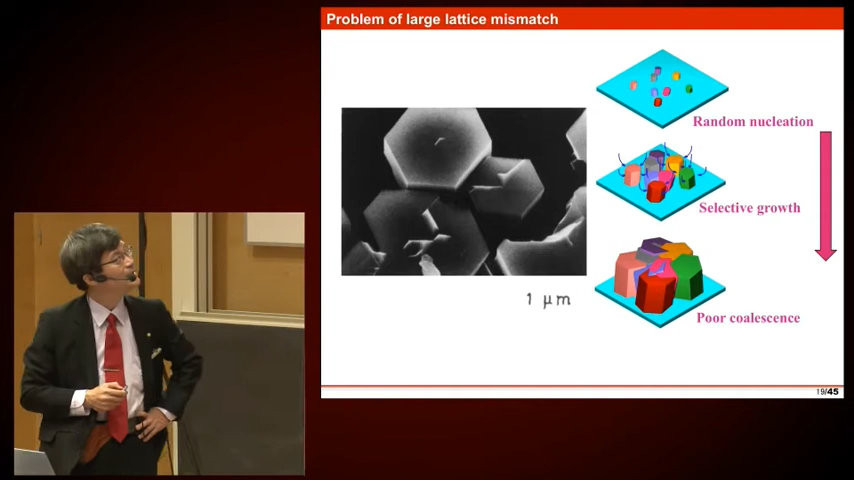 Problem of large lattice mismatch
Random nucleation
Selective growth
1 μm
Poor coalescence
19/45